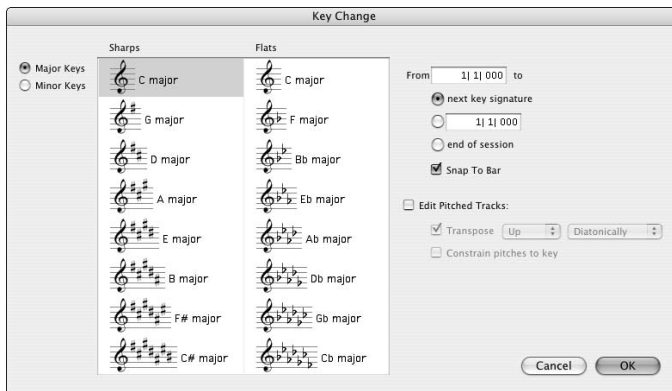 Key Change
Sharps Flats
Major Keys
Minor Keys
C major C major
G major F major
D major Bb major
A major Eb major
E major Ab major
B major Db major
F# major Gb major
C# major Cb major
From 1| 1| 000 to
next key signature
1| 1| 000
end of session
Snap To Bar
Edit Pitched Tracks:
Transpose Up Diatonically
Constrain pitches to key
Cancel OK